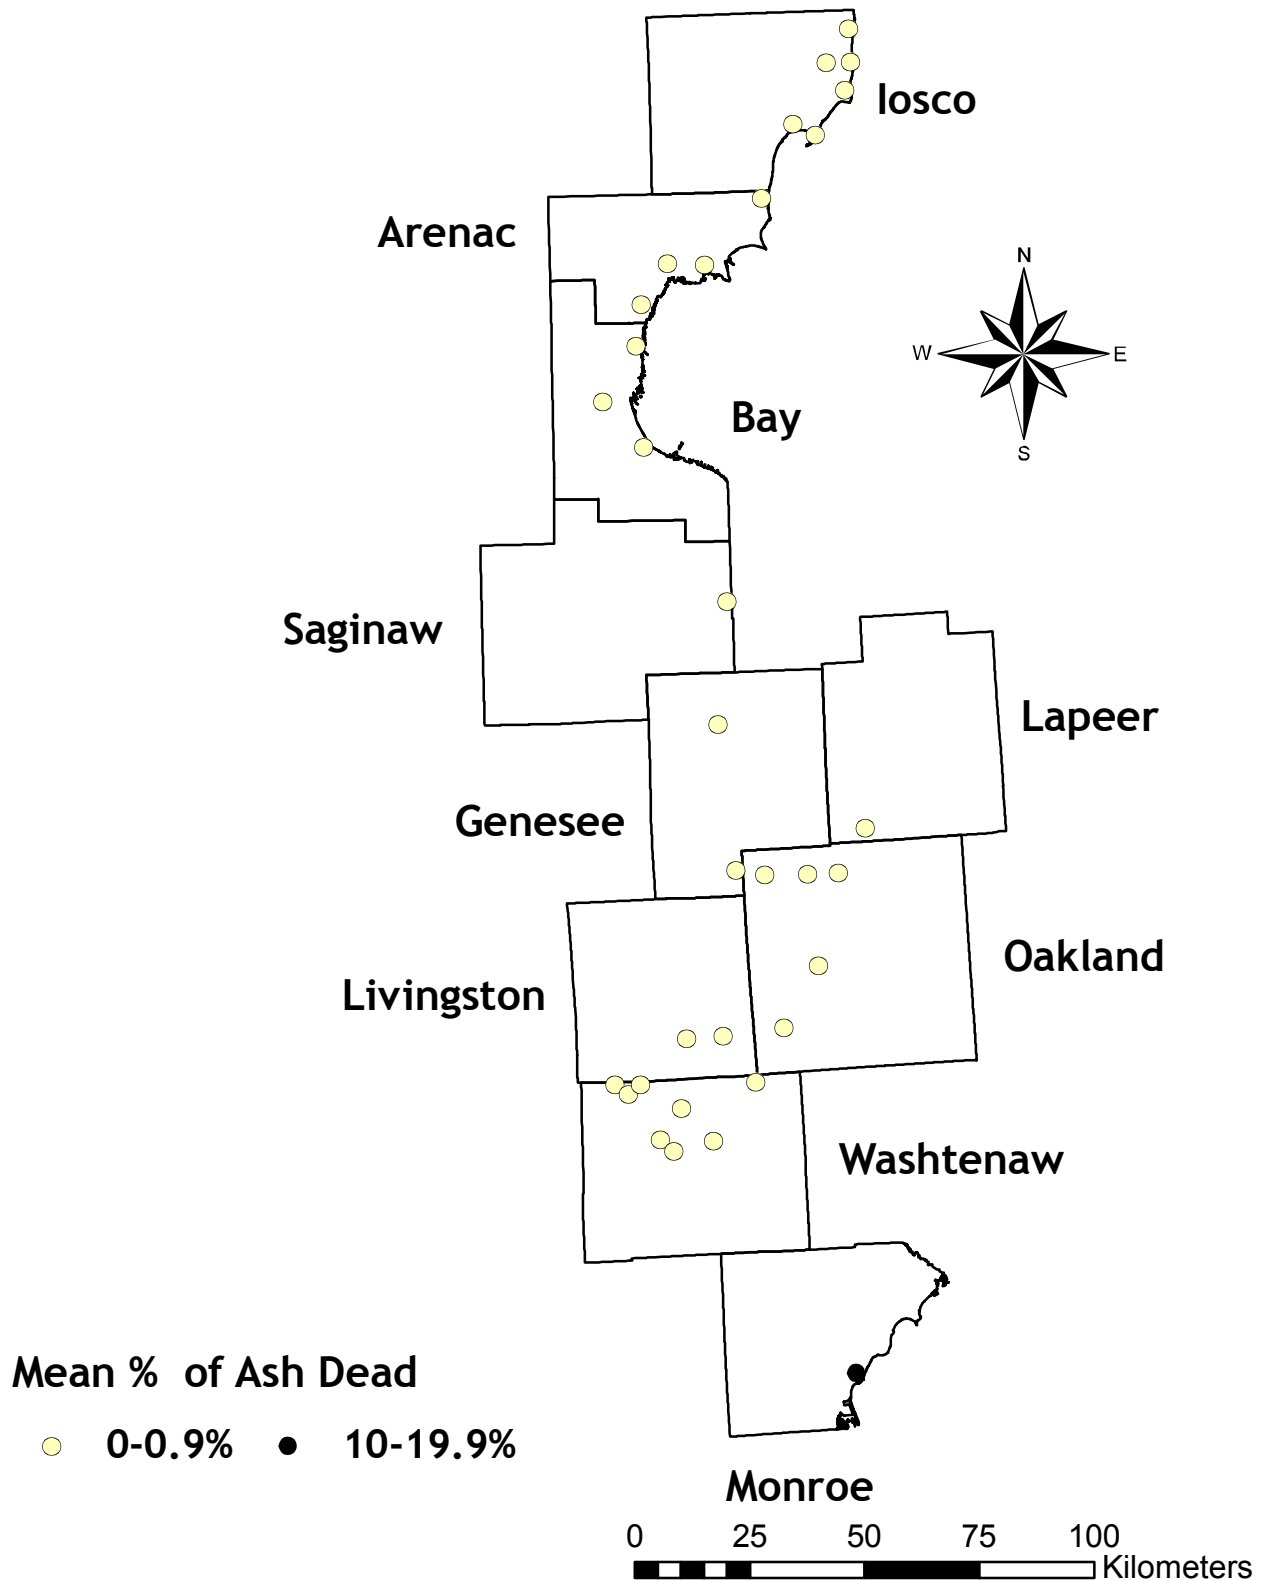 Iosco
Arenac
N
W
E
S
Bay
Saginaw
Lapeer
Genesee
Oakland
Livingston
Washtenaw
Mean % of Ash Dead
0-0.9%
10-19.9%
Monroe
0 25 50 75 100
Kilometers